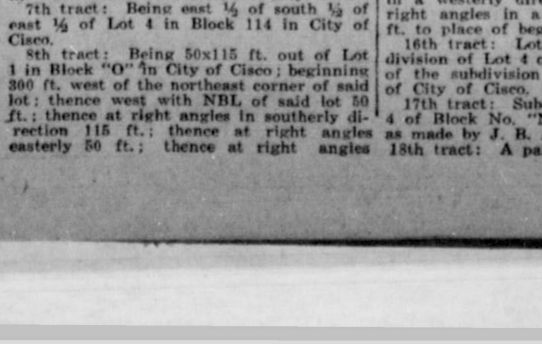 7th tract: Being east ½ of south ½ of
east ½ of Lot 4 in Block 114 in City of
Cisco.
8th tract: Being 50x115 ft. out of Lot
1 in Block "O" in City of Cisco; beginning
300 ft. west of the northeast corner of said
lot; thence west with NBL of said lot 50
ft.; thence at right angles in southerly di-
rection 115 ft.; thence at right angles
easterly 50 ft.; thence at right angles
in a westerly
right angles in a
ft. to place of beg
16th tract: Lot
division of Lot 4
of the subdivision
of City of Cisco.
17th tract: Sub
4 of Block No.
as made by J. B.
18th tract: A pa